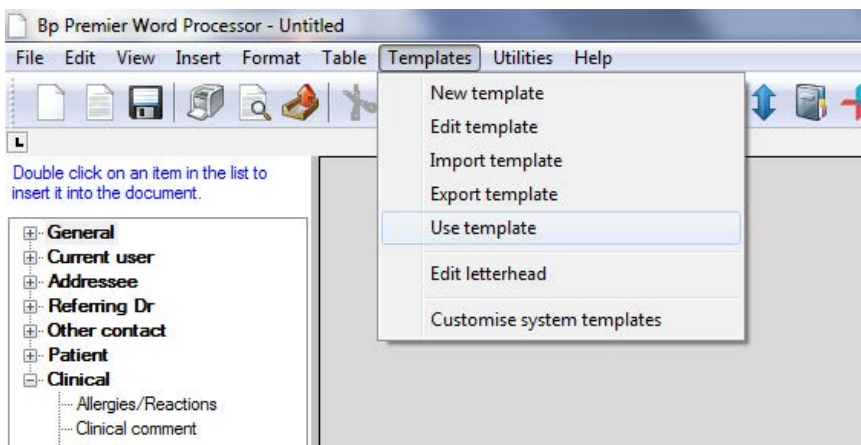 Bp Premier Word Processor - Untitled
File Edit View Insert Format Table Templates Utilities Help
New template
Edit template
Import template
Export template
Use template
Edit letterhead
Customise system templates
L
Double click on an item in the list to
insert it into the document.
General
Current user
Addressee
Referring Dr
Other contact
Patient
Clinical
Allergies/Reactions
Clinical comment